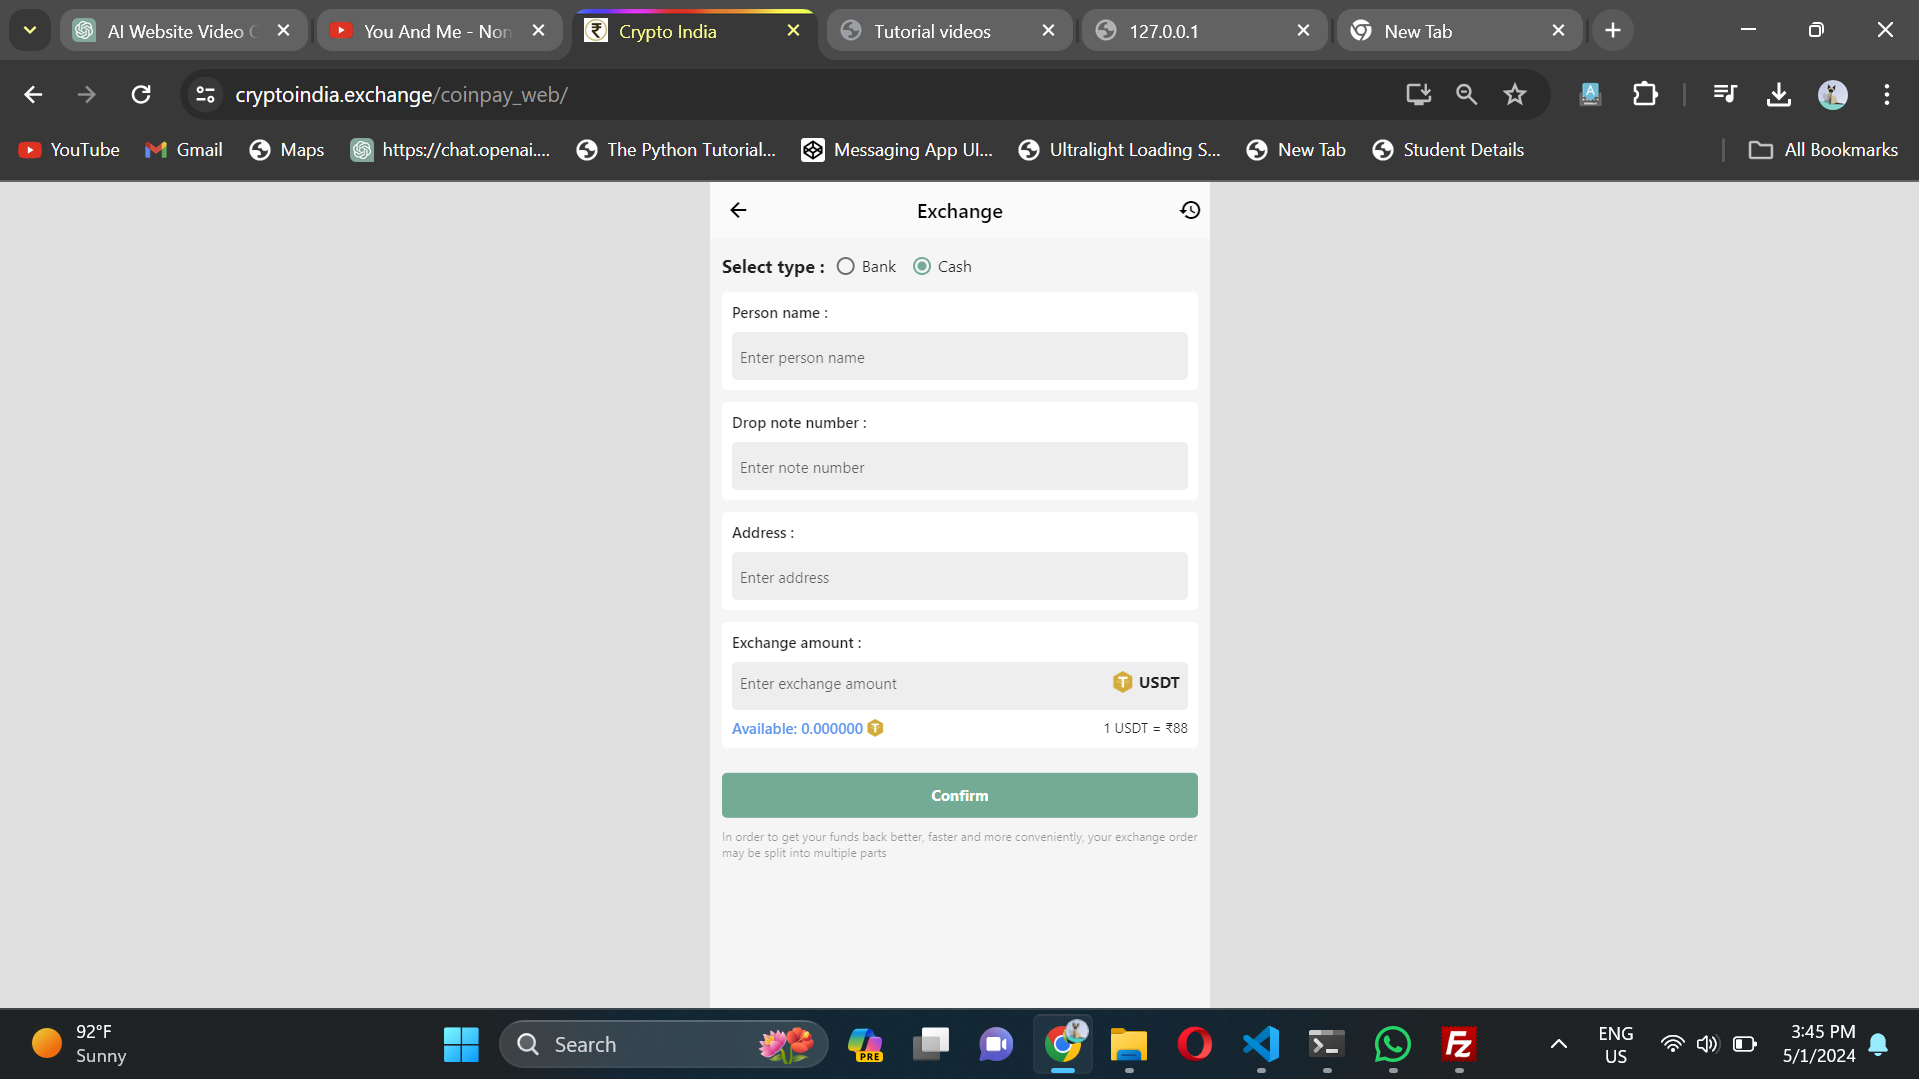 AI Website Video
You And Me - Non
Crypto India
Tutorial videos
127.0.0.1
New Tab
cryptoindia.exchange/coinpay_web/
YouTube
Gmail
Maps
https://chat.openai....
The Python Tutorial...
Messaging App UI...
Ultralight Loading S...
New Tab
Student Details
All Bookmarks
Exchange
Select type :
Bank
Cash
Person name :
Enter person name
Drop note number :
Enter note number
Address :
Enter address
Exchange amount :
Enter exchange amount
USDT
Available: 0.000000
1 USDT = ₹88
Confirm
In order to get your funds back better, faster and more conveniently, your exchange order
may be split into multiple parts
92°F
Sunny
Search
PRE
ENG
US
3:45 PM
5/1/2024